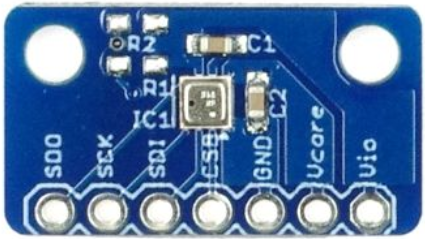 R2
C1
R1
IC1
C2
SDO
SCK
SDI
CSB
GND
Vcore
Vio